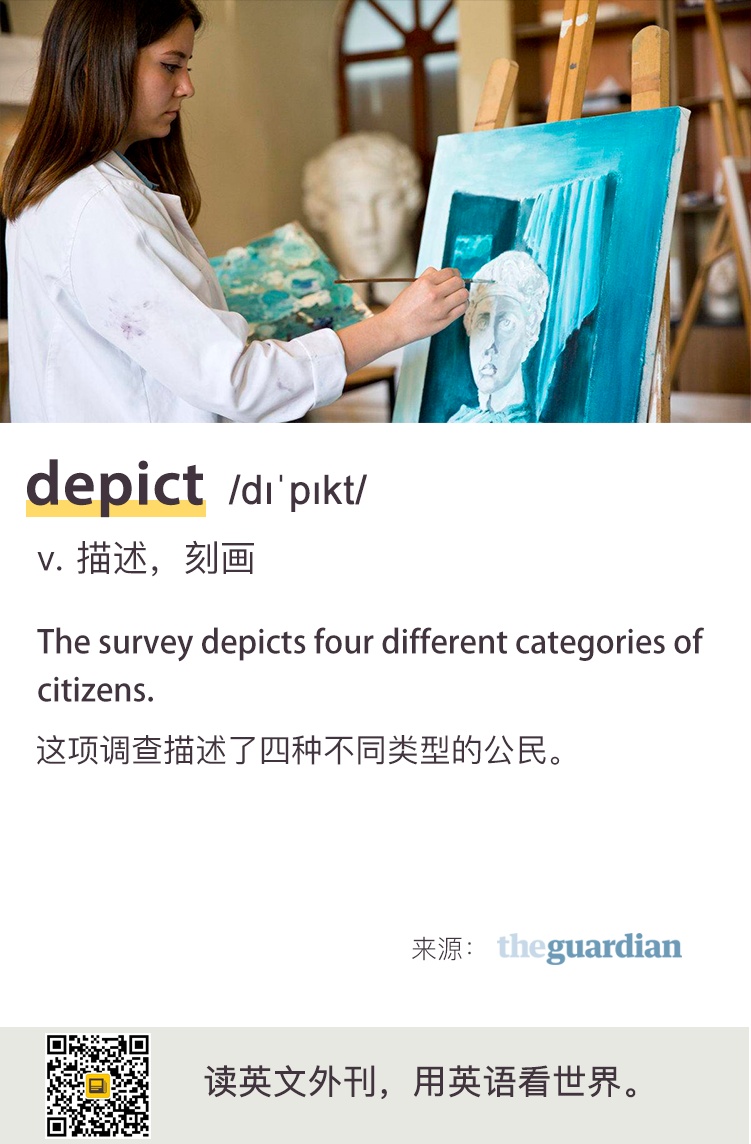 depict /dɪˈpɪkt/
v. 描述，刻画
The survey depicts four different categories of
citizens.
这项调查描述了四种不同类型的公民。
来源： theguardian
读英文外刊，用英语看世界。